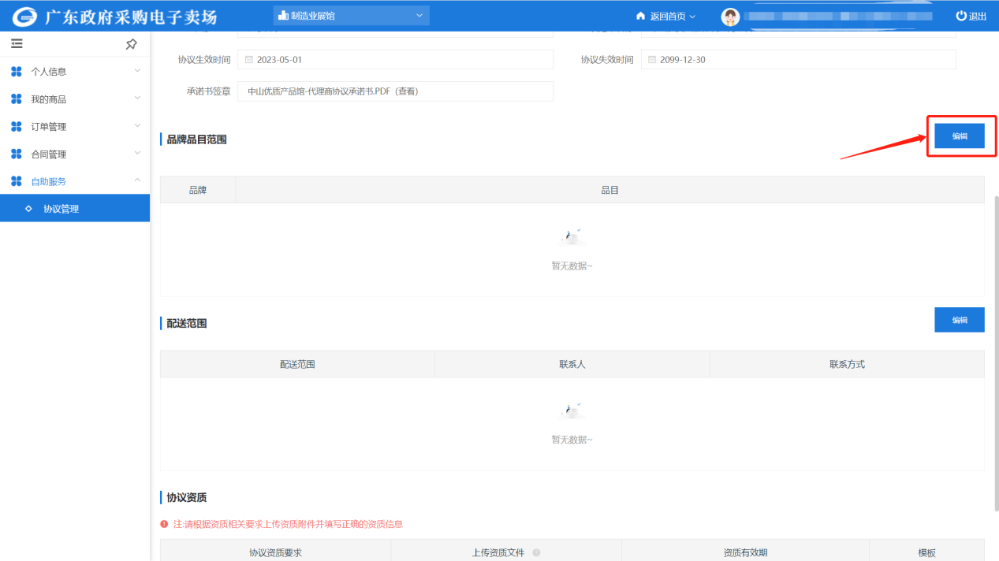 广东政府采购电子卖场
制造业展馆
返回首页
退出
个人信息
我的商品
订单管理
合同管理
自助服务
协议管理
协议生效时间 2023-05-01
协议失效时间 2099-12-30
承诺书签章 中山优质产品馆-代理商协议承诺书.PDF (查看)
品牌品目范围
编辑
品牌 品目
暂无数据~
配送范围
编辑
配送范围 联系人 联系方式
暂无数据~
协议资质
注:请根据资质相关要求上传资质附件并填写正确的资质信息
协议资质要求 上传资质文件 资质有效期 模板